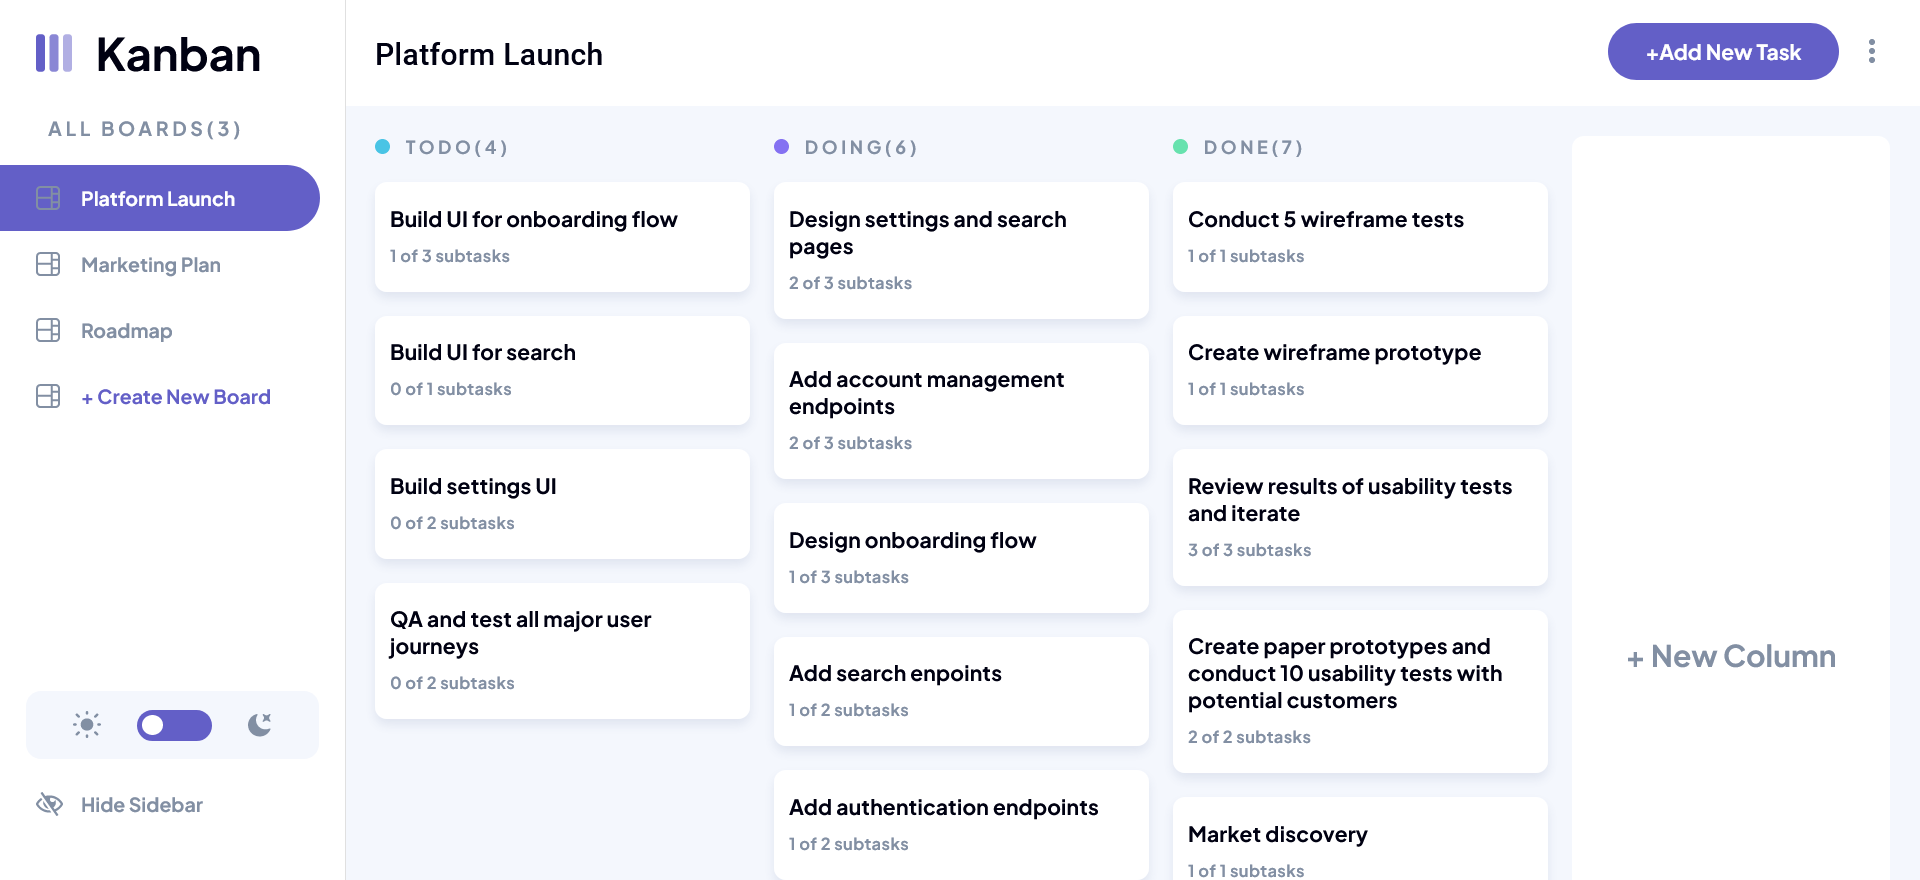 Kanban
ALL BOARDS(3)
Platform Launch
Marketing Plan
Roadmap
+ Create New Board
Hide Sidebar
Platform Launch
+Add New Task
TODO(4)
Build UI for onboarding flow
1 of 3 subtasks
Build UI for search
0 of 1 subtasks
Build settings UI
0 of 2 subtasks
QA and test all major user
journeys
0 of 2 subtasks
DOING(6)
Design settings and search
pages
2 of 3 subtasks
Add account management
endpoints
2 of 3 subtasks
Design onboarding flow
1 of 3 subtasks
Add search enpoints
1 of 2 subtasks
Add authentication endpoints
1 of 2 subtasks
DONE(7)
Conduct 5 wireframe tests
1 of 1 subtasks
Create wireframe prototype
1 of 1 subtasks
Review results of usability tests
and iterate
3 of 3 subtasks
Create paper prototypes and
conduct 10 usability tests with
potential customers
2 of 2 subtasks
Market discovery
1 of 1 subtasks
+ New Column